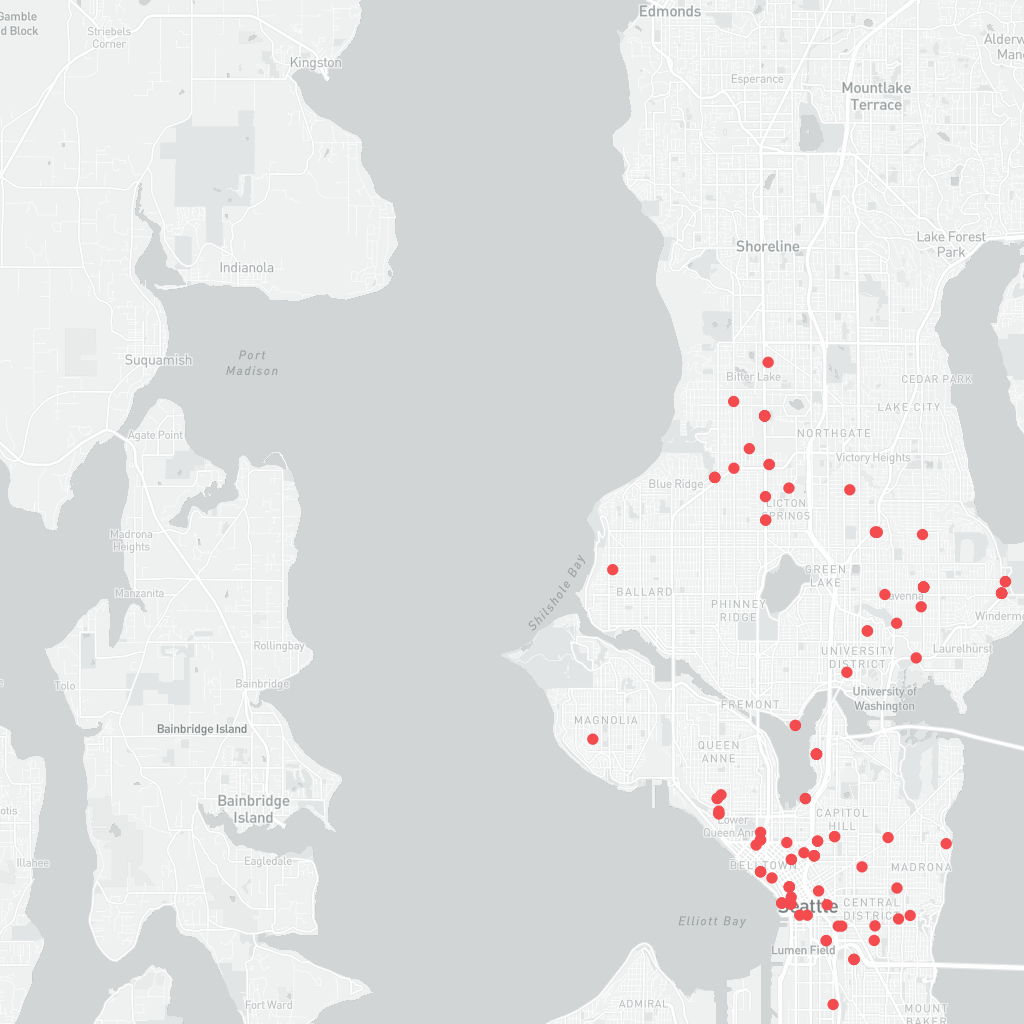 Gamble
d Block
Striebels
Corner
Kingston
Edmonds
Alderw
Mano
Esperance
Mountlake
Terrace
Shoreline
Lake Forest
Park
Indianola
Suquamish
Port
Madison
Bitter Lake
CEDAR PARK
LAKE CITY
Agate Point
NORTHGATE
Victory Heights
Blue Ridge
LICTON
SPRINGS
Madrona
Heights
Shilshole Bay
GREEN
LAKE
Manzanita
BALLARD
PHINNEY
RIDGE
avenna
Windermo
Rollingbay
UNIVERSITY
DISTRICT
Laurelhurst
Tolo
Bainbridge
University of
Washington
FREMONT
Bainbridge Island
MAGNOLIA
QUEEN
ANNE
Bainbridge
Island
otis
CAPITOL
HILL
Lower
Queen Anne
Illahee
Eagledale
BELLTOWN
MADRONA
Seattle
CENTRAL
DISTRICT
Elliott Bay
Lumen Field
Fort Ward
ADMIRAL
MOUNT
BAKER